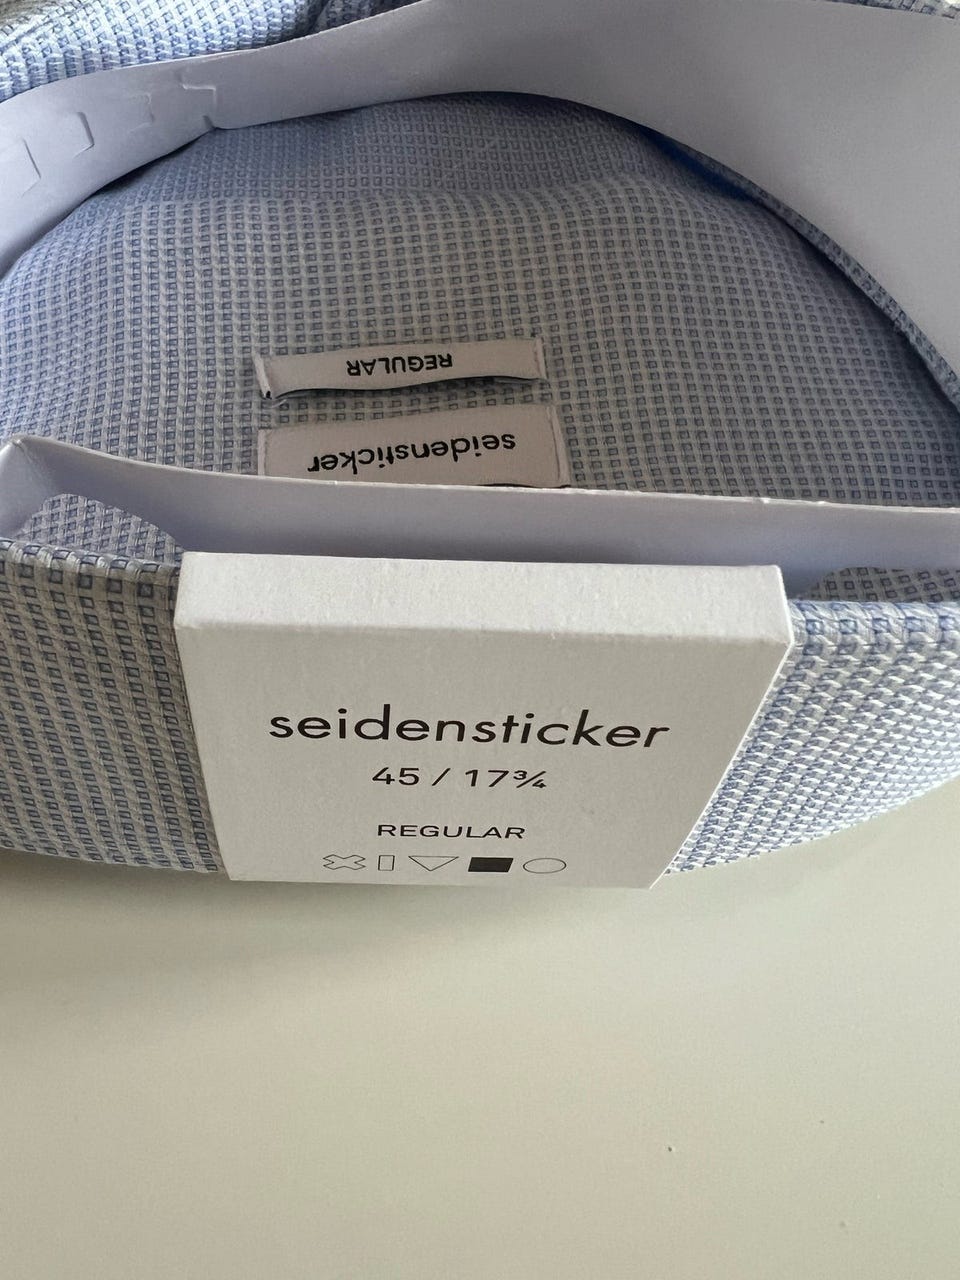 REGULAR
seidensticker
seidensticker
45 / 17¾
REGULAR